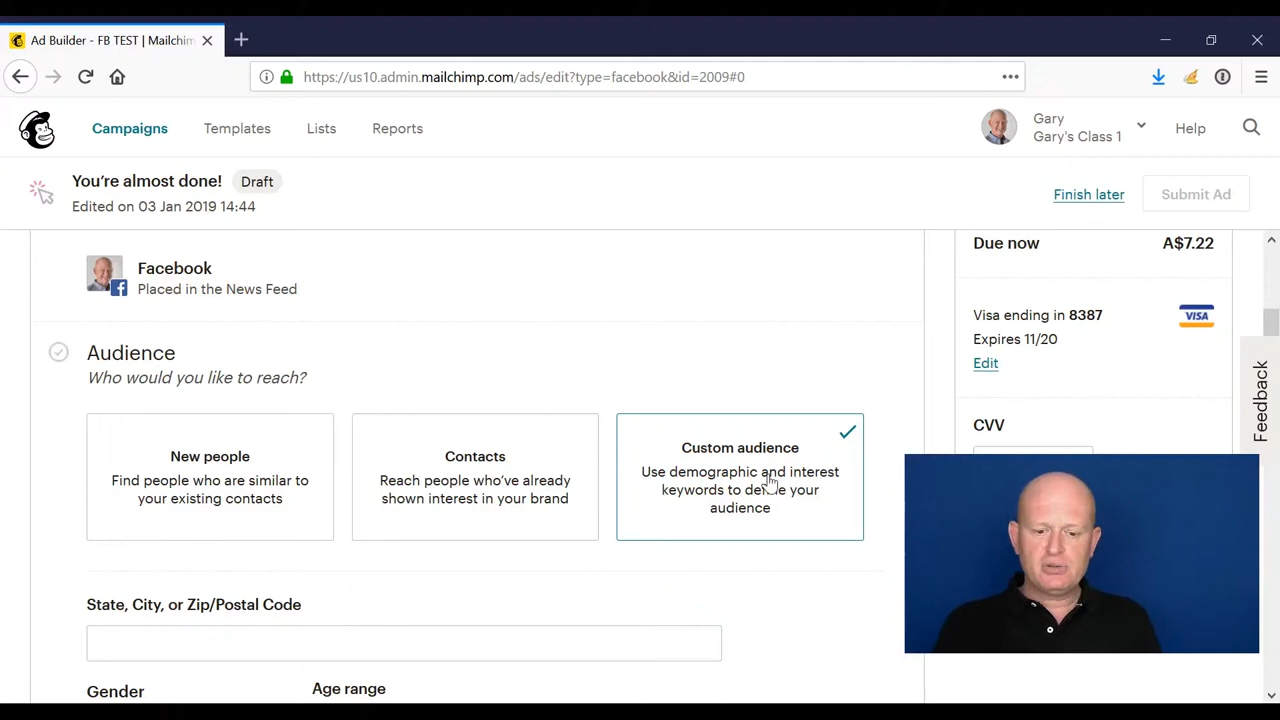 Ad Builder - FB TEST | Mailchim
https://us10.admin.mailchimp.com/ads/edit?type=facebook&id=2009#0
Campaigns
Templates
Lists
Reports
Gary
Gary's Class 1
Help
You're almost done!
Draft
Edited on 03 Jan 2019 14:44
Finish later
Submit Ad
Facebook
Placed in the News Feed
Audience
Who would you like to reach?
New people
Find people who are similar to
your existing contacts
Contacts
Reach people who've already
shown interest in your brand
Custom audience
Use demographic and interest
keywords to define your
audience
State, City, or Zip/Postal Code
Gender
Age range
Due now
A$7.22
Visa ending in 8387
VISA
Expires 11/20
Edit
CVV
Feedback